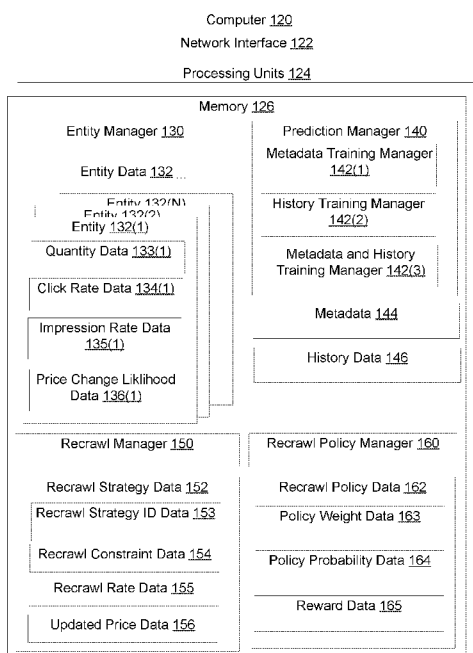 Computer 120
Network Interface 122
Processing Units 124
Memory 126
Entity Manager 130
Entity Data 132 ...
Entity 132(N)
Entity 132(2)
Entity 132(1)
Quantity Data 133(1)
Click Rate Data 134(1)
Impression Rate Data
135(1)
Price Change Liklihood
Data 136(1)
Prediction Manager 140
Metadata Training Manager
142(1)
History Training Manager
142(2)
Metadata and History
Training Manager 142(3)
Metadata 144
History Data 146
Recrawl Manager 150
Recrawl Strategy Data 152
Recrawl Strategy ID Data 153
Recrawl Constraint Data 154
Recrawl Rate Data 155
Updated Price Data 156
Recrawl Policy Manager 160
Recrawl Policy Data 162
Policy Weight Data 163
Policy Probability Data 164
Reward Data 165